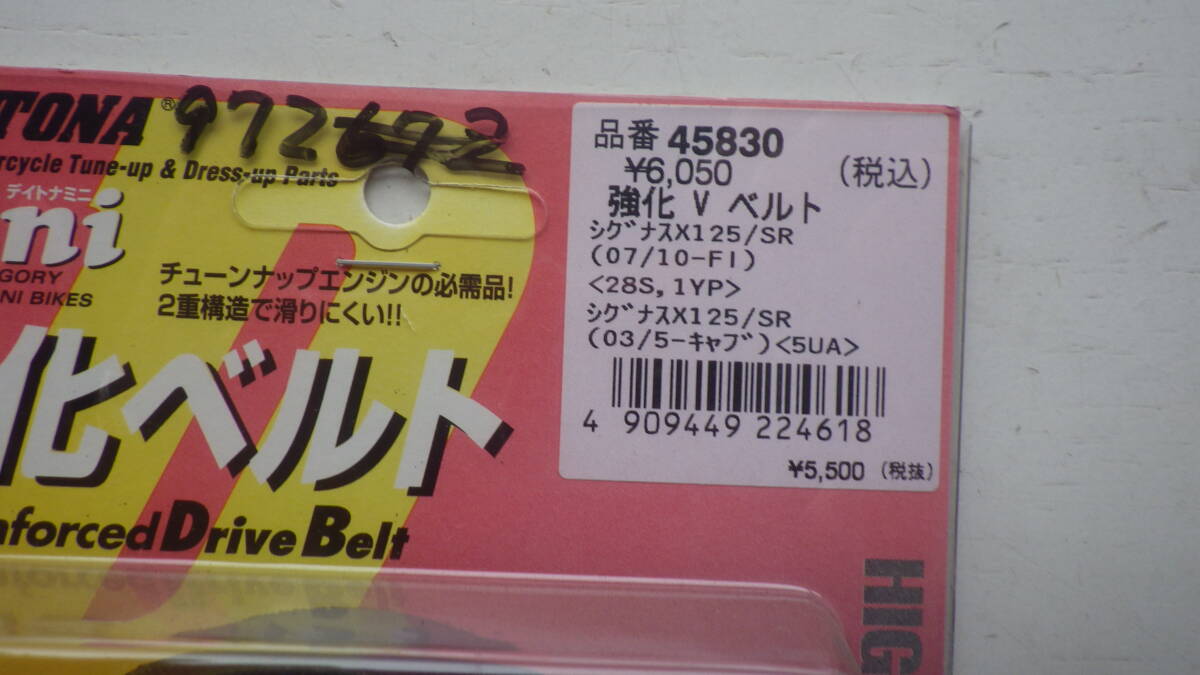 TONA®
972642
rcycle Tune-up & Dress-up Parts
デイトナミニ
ni
GORY
NI BIKES
チューンナップエンジンの必需品!
2重構造で滑りにくい!!
化ベルト
nforced Drive Belt
品番 45830
¥6,050 (税込)
強化 V ベルト
シグナスX125/SR
(07/10-FI)
<28S,1YP>
シグナスX125/SR
(03/5-キャブ)<5UA>
4 909449 224618
¥5,500 (税抜)
HIG